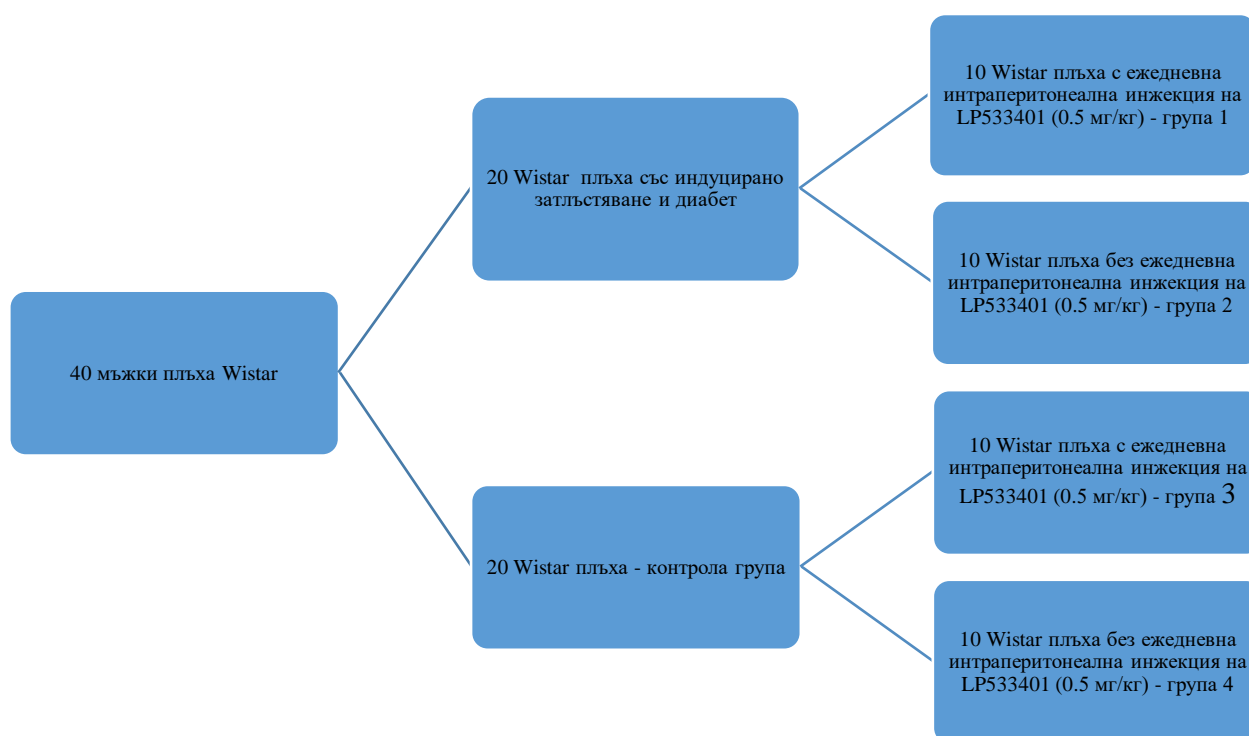 40 мъжки плъха Wistar
20 Wistar плъха със индуцирано
затлъстяване и диабет
10 Wistar плъха с ежедневна
интраперитонеална инжекция на
LP533401 (0.5 мг/кг) - група 1
10 Wistar плъха без ежедневна
интраперитонеална инжекция на
LP533401 (0.5 мг/кг) - група 2
20 Wistar плъха - контрола група
10 Wistar плъха с ежедневна
интраперитонеална инжекция на
LP533401 (0.5 мг/кг) - група 3
10 Wistar плъха без ежедневна
интраперитонеална инжекция на
LP533401 (0.5 мг/кг) - група 4